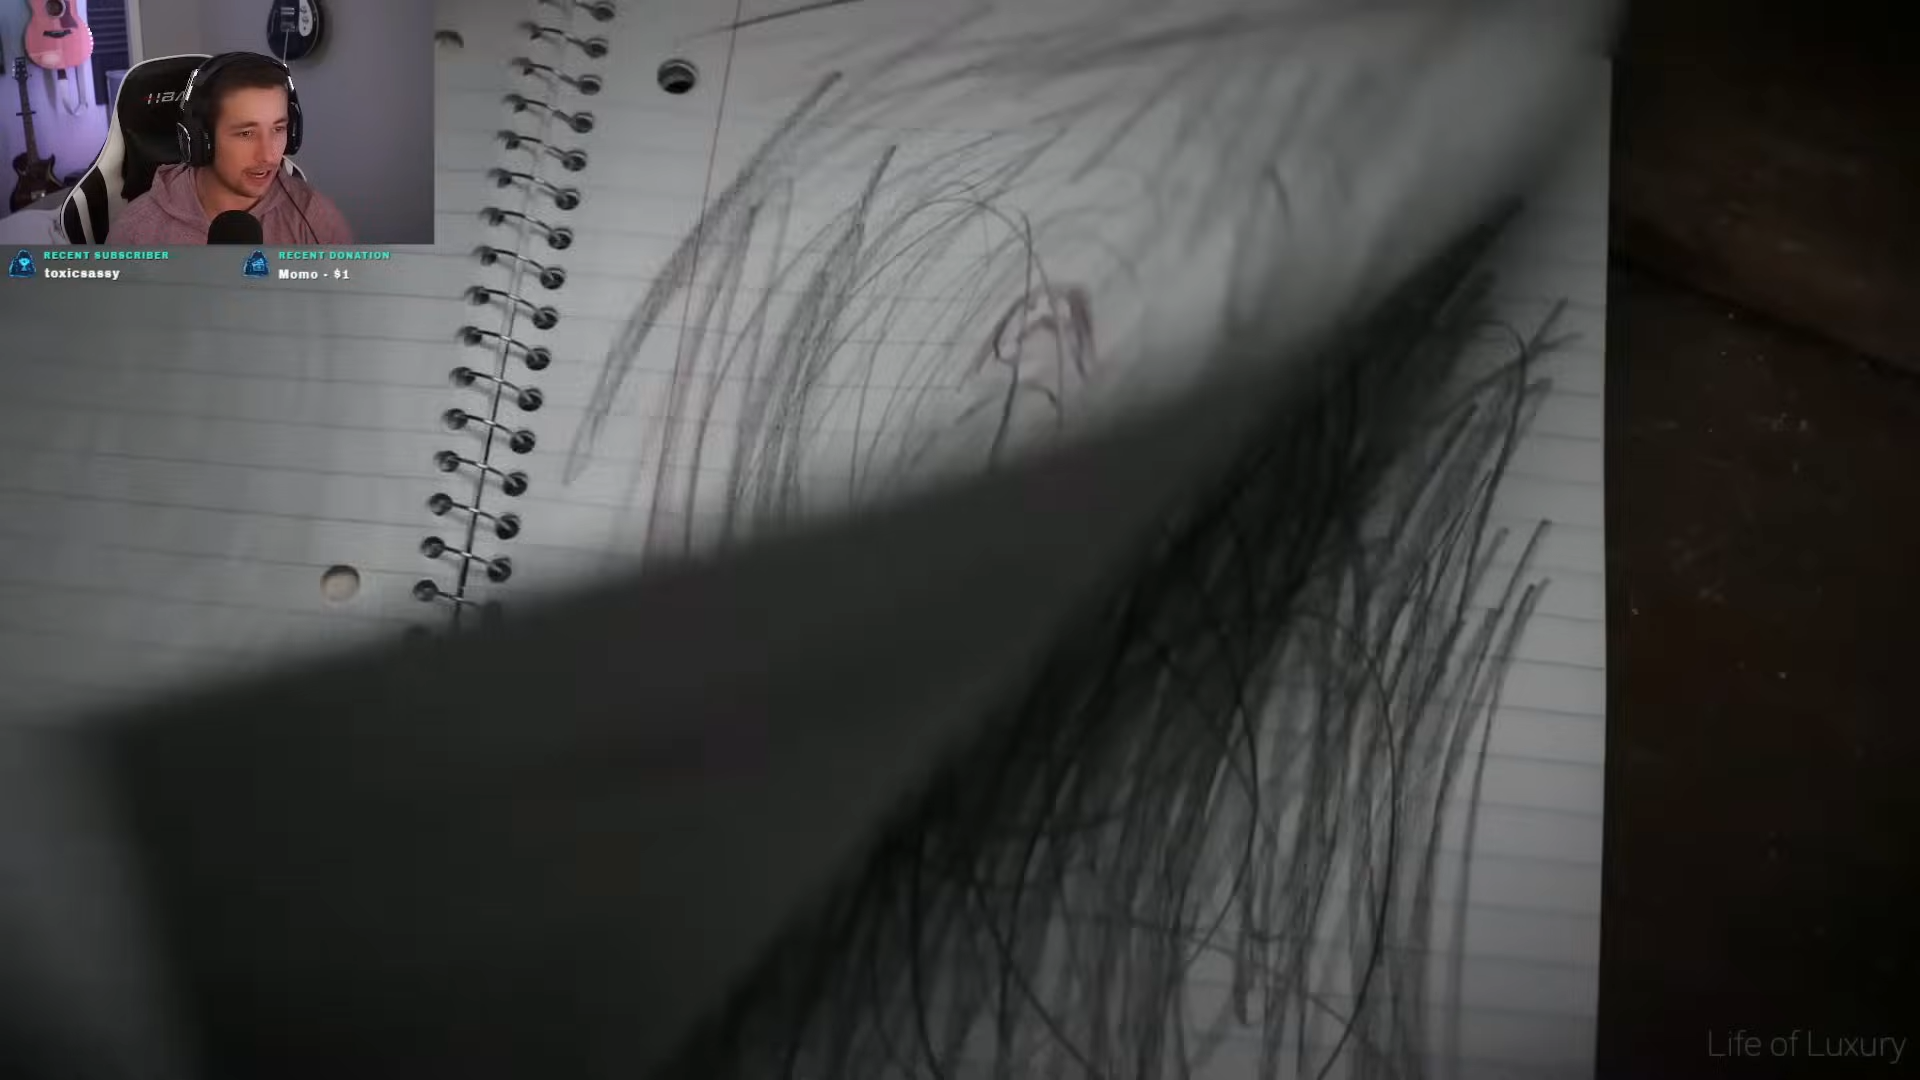 RECENT SUBSCRIBER
toxicsassy
RECENT DONATION
Momo - $1
Life of Luxury